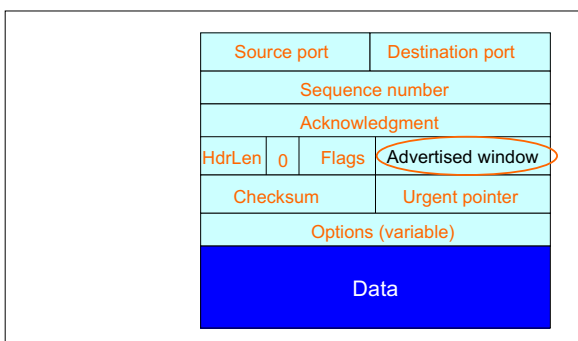 Source port Destination port
Sequence number
Acknowledgment
HdrLen 0 Flags Advertised window
Checksum Urgent pointer
Options (variable)
Data